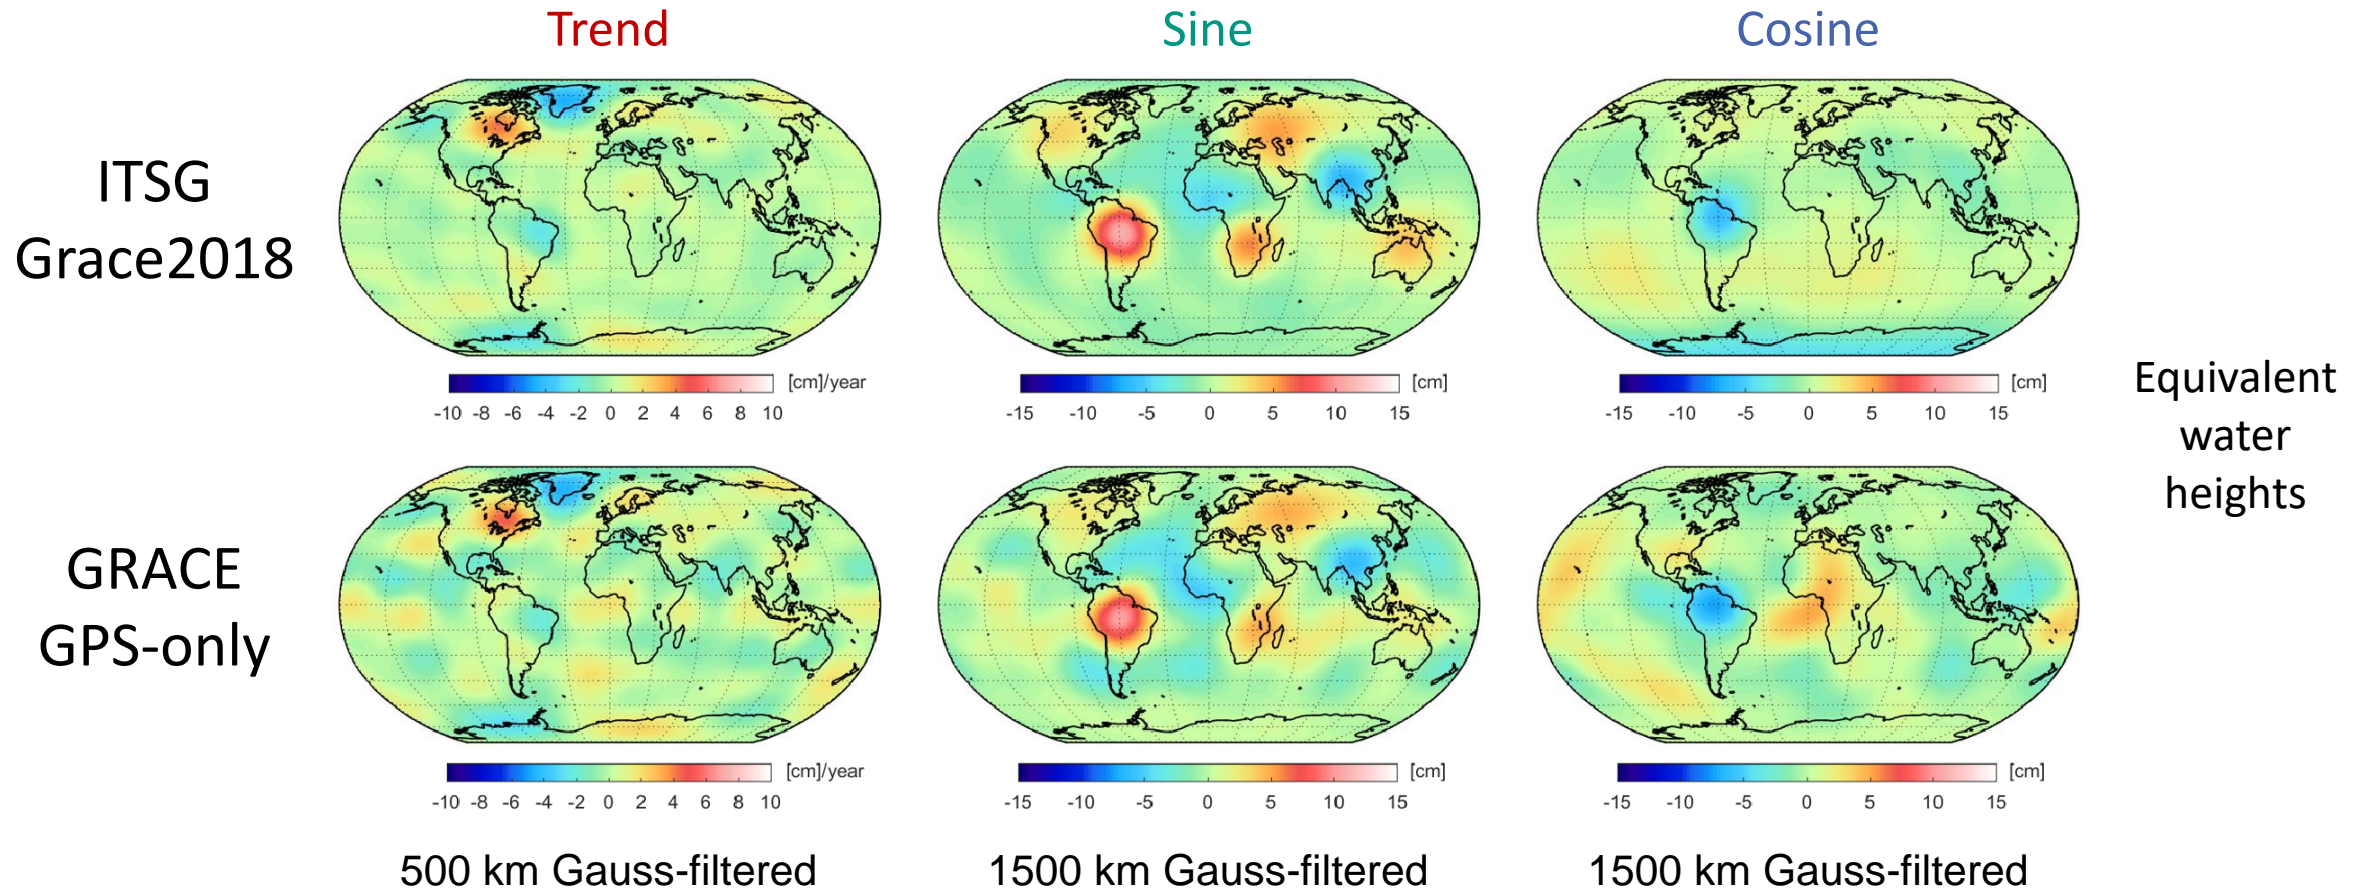 Trend
Sine
Cosine
ITSG
Grace2018
[cm]/year
-10 -8 -6 -4 -2 0 2 4 6 8 10
[cm]
-15 -10 -5 0 5 10 15
[cm]
-15 -10 -5 0 5 10 15
Equivalent
water
heights
GRACE
GPS-only
[cm]/year
-10 -8 -6 -4 -2 0 2 4 6 8 10
[cm]
-15 -10 -5 0 5 10 15
[cm]
-15 -10 -5 0 5 10 15
500 km Gauss-filtered
1500 km Gauss-filtered
1500 km Gauss-filtered